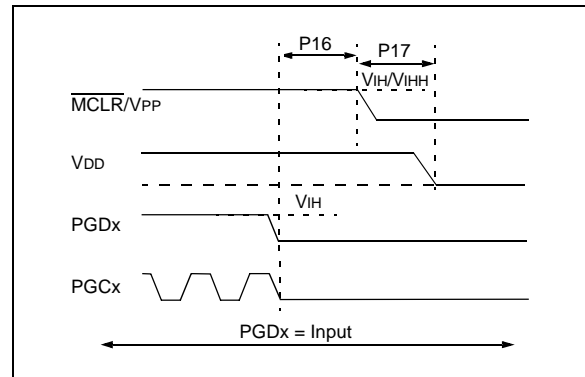 P16 P17
VIH/VIHH
MCLR/VPP
VDD
VIH
PGDx
PGCx
PGDx = Input